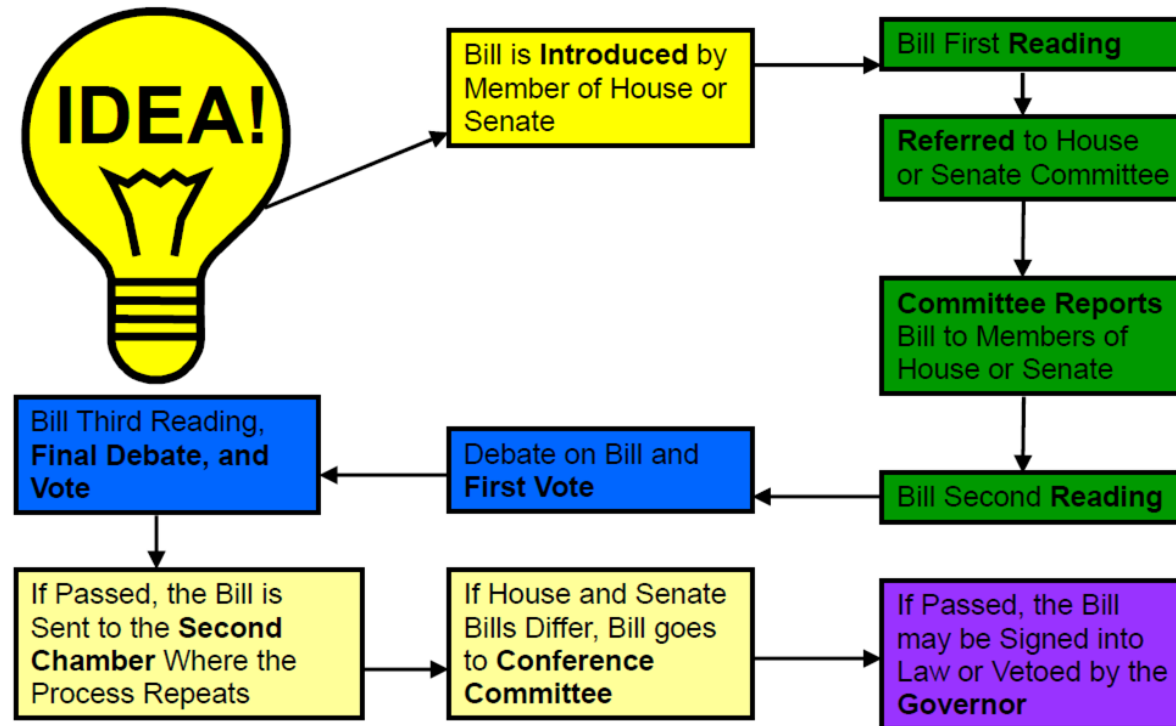 IDEA!
Bill is Introduced by
Member of House or
Senate
Bill First Reading
Referred to House
or Senate Committee
Committee Reports
Bill to Members of
House or Senate
Bill Second Reading
Debate on Bill and
First Vote
Bill Third Reading,
Final Debate, and
Vote
If Passed, the Bill is
Sent to the Second
Chamber Where the
Process Repeats
If House and Senate
Bills Differ, Bill goes
to Conference
Committee
If Passed, the Bill
may be Signed into
Law or Vetoed by the
Governor